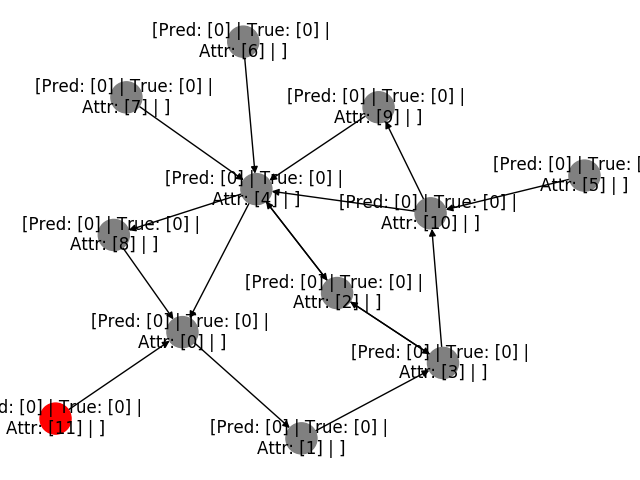 [Pred: [0] | True: [0] |
Attr: [6] | ]
[Pred: [0] | True: [0] |
Attr: [7] | ]
[Pred: [0] | True: [0] |
Attr: [9] | ]
[Pred: [0] | True: [
Attr: [5] | ]
[Pred: [0] | True: [0] |
Attr: [4] | ]
[Pred: [0] | True: [0] |
Attr: [10] | ]
[Pred: [0] | True: [0] |
Attr: [8] | ]
[Pred: [0] | True: [0] |
Attr: [2] | ]
[Pred: [0] | True: [0] |
Attr: [0] | ]
[Pred: [0] | True: [0] |
Attr: [3] | ]
d: [0] | True: [0] |
Attr: [11] | ]
[Pred: [0] | True: [0] |
Attr: [1] | ]